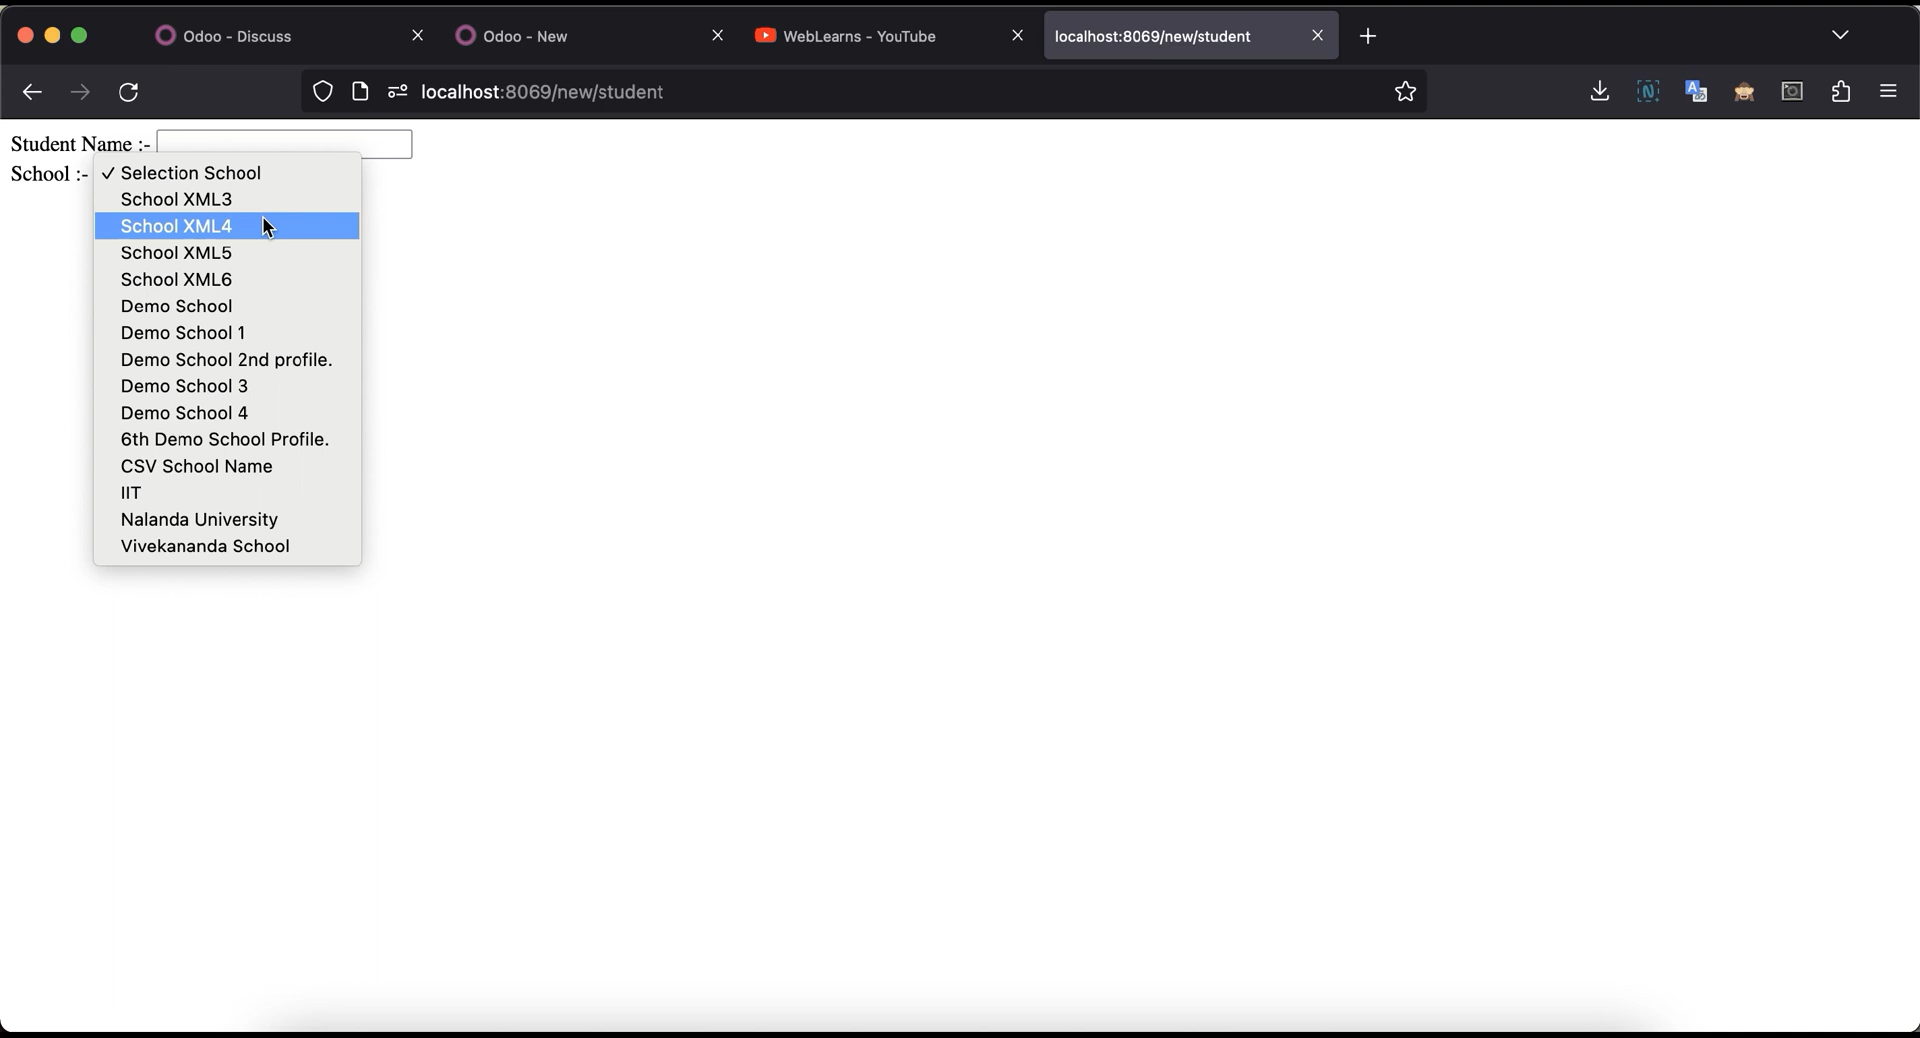 Odoo - Discuss
Odoo - New
WebLearns - YouTube
localhost:8069/new/student
localhost:8069/new/student
Student Name :-
School :-
✓ Selection School
School XML3
School XML4
School XML5
School XML6
Demo School
Demo School 1
Demo School 2nd profile.
Demo School 3
Demo School 4
6th Demo School Profile.
CSV School Name
IIT
Nalanda University
Vivekananda School